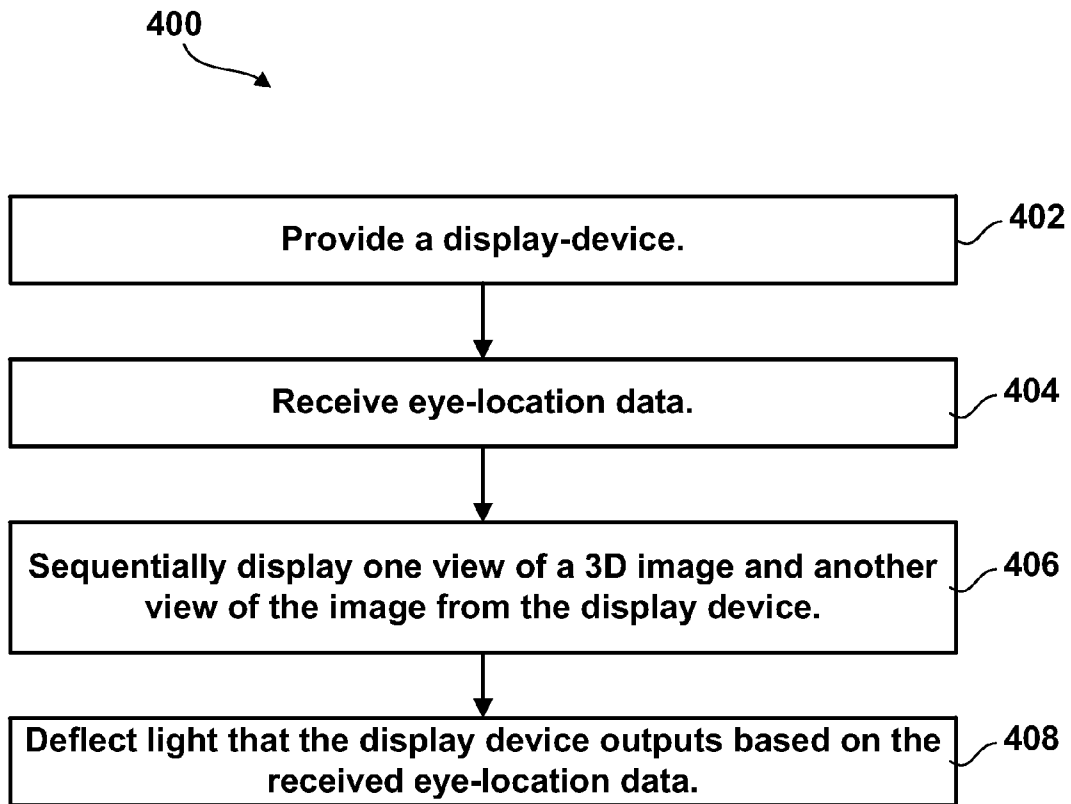 400
Provide a display-device.
402
Receive eye-location data.
404
Sequentially display one view of a 3D image and another
view of the image from the display device.
406
Deflect light that the display device outputs based on the
received eye-location data.
408